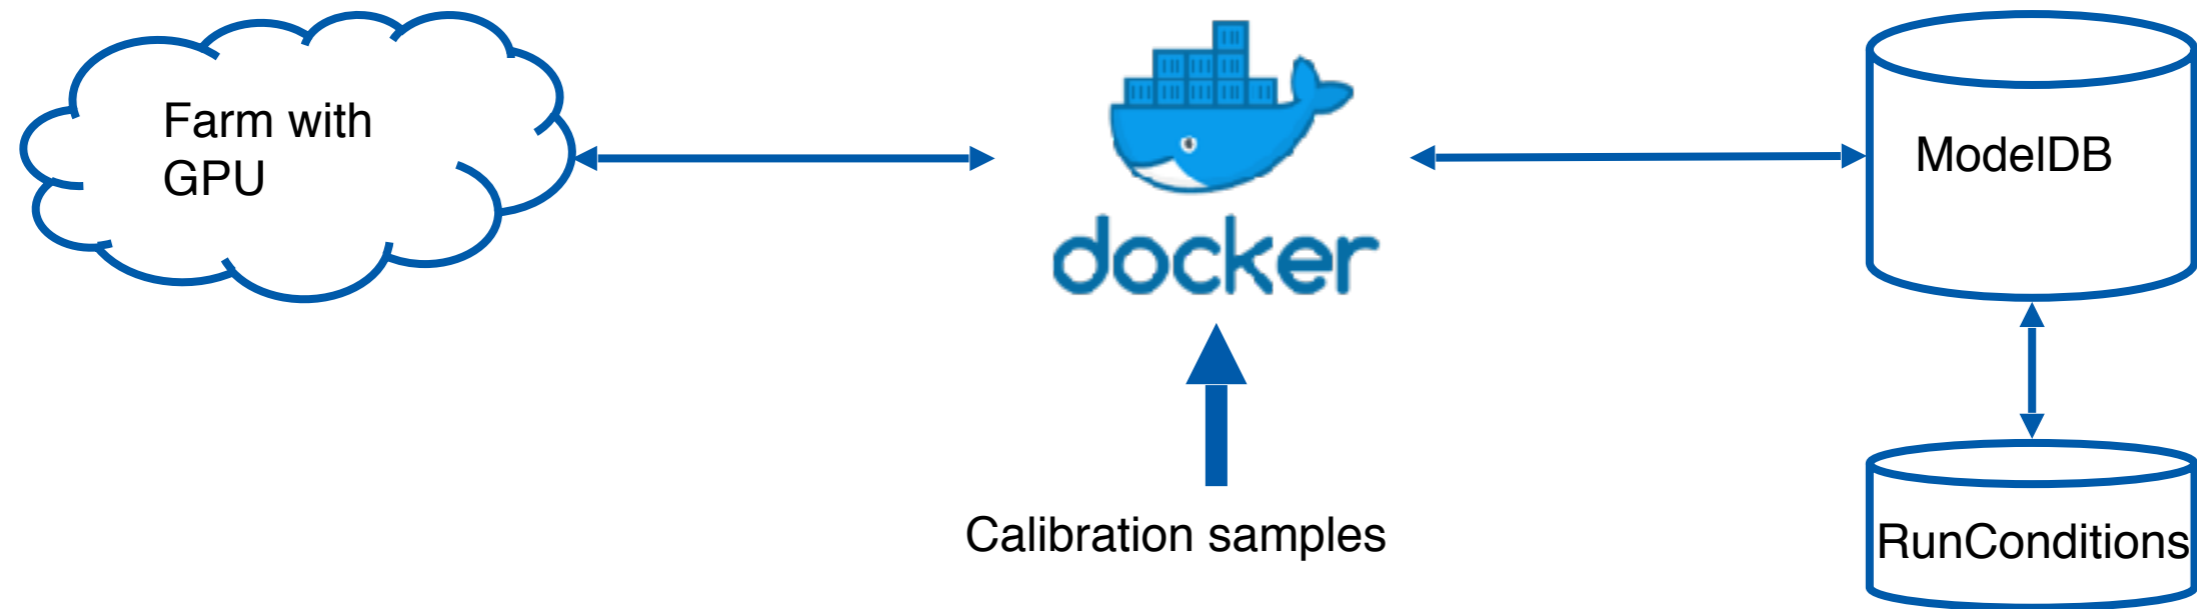 Farm with
GPU
docker
ModelDB
Calibration samples
RunConditions